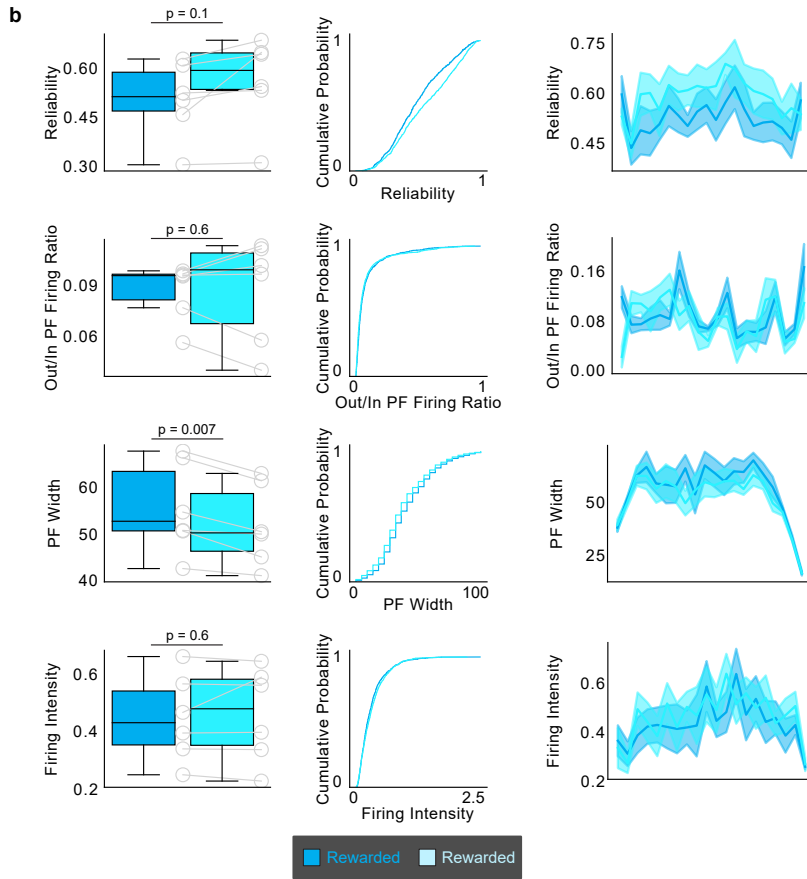 b
p = 0.1
Reliability
0.60
0.45
0.30
Cumulative Probability
1
0
0
1
Reliability
Reliability
0.75
0.60
0.45
p = 0.6
Out/In PF Firing Ratio
0.09
0.06
Cumulative Probability
1
0
0
1
Out/In PF Firing Ratio
Out/In PF Firing Ratio
0.16
0.08
0.00
p = 0.007
PF Width
60
50
40
Cumulative Probability
1
0
0
100
PF Width
PF Width
50
25
p = 0.6
Firing Intensity
0.6
0.4
0.2
Cumulative Probability
1
0
0
2.5
Firing Intensity
Firing Intensity
0.6
0.4
0.2
Rewarded
Rewarded